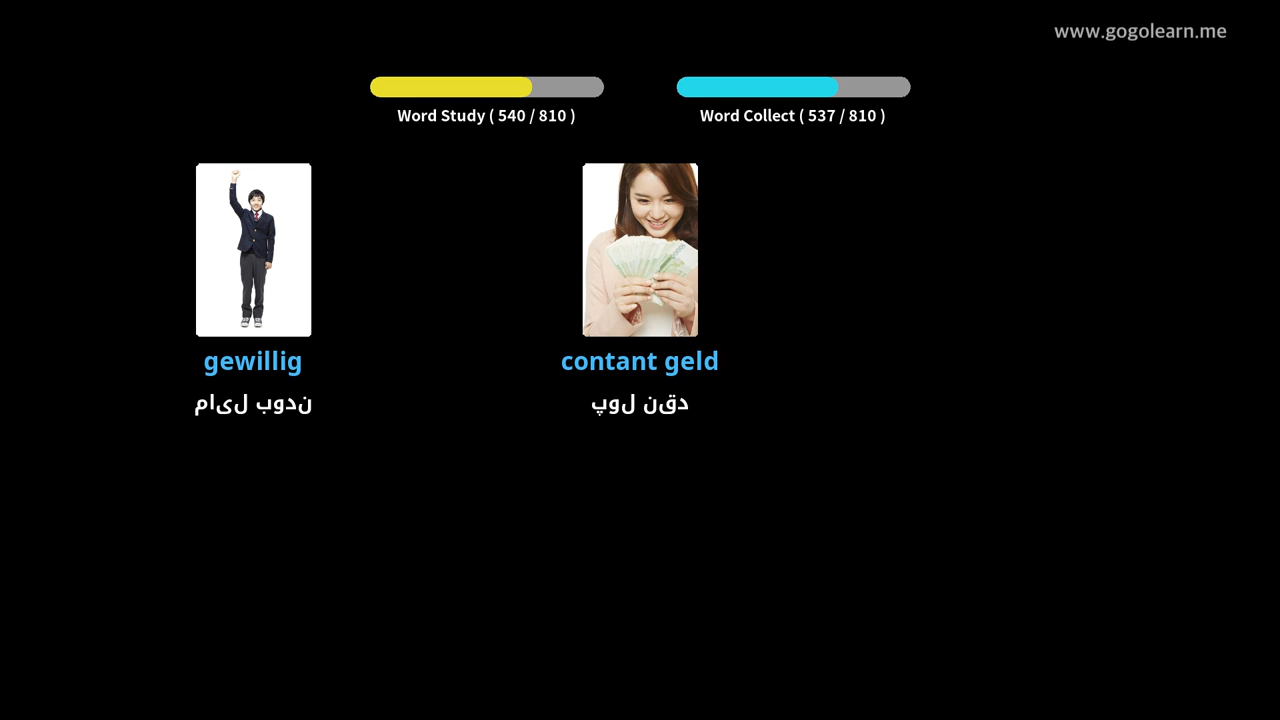 www.gogolearn.me
Word Study ( 540 / 810 )
Word Collect ( 537 / 810 )
gewillig
مایل بودن
contant geld
پول نقد